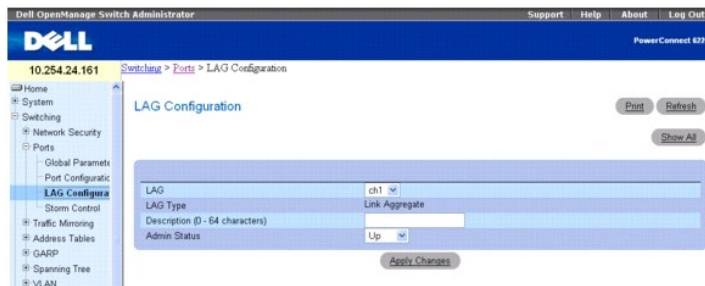 Dell OpenManage Switch Administrator
Support Help About Log Out
DELL
PowerConnect 622
10.254.24.161
Switching > Ports > LAG Configuration
Home
System
Switching
Network Security
Ports
Global Paramete
Port Configuratic
LAG Configura
Storm Control
Traffic Mirroring
Address Tables
GARP
Spanning Tree
VLAN
LAG Configuration
Print Refresh
Show All
LAG ch1
LAG Type Link Aggregate
Description (0 - 64 characters)
Admin Status Up
Apply Changes